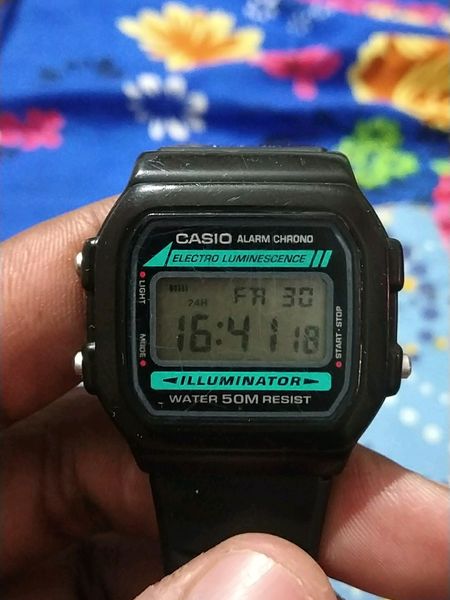 CASIO ALARM CHRONO
ELECTRO LUMINESCENCE
LIGHT
24H
FR 30
16:41 18
MODE
START·STOP
ILLUMINATOR
WATER 50M RESIST